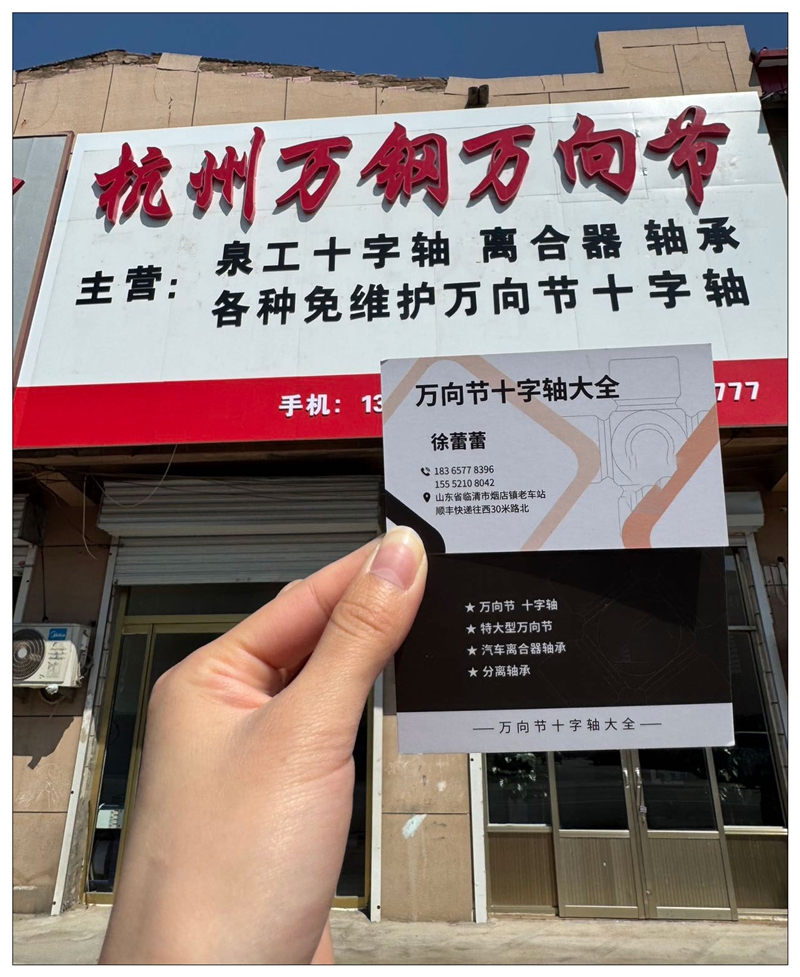 杭州万钢万向节
主营：
泉工十字轴 离合器 轴承
各种免维护万向节十字轴
手机：13
777
万向节十字轴大全
徐蕾蕾
183 6577 8396
155 5210 8042
山东省临清市烟店镇老车站
顺丰快递往西30米路北
★ 万向节 十字轴
★ 特大型万向节
★ 汽车离合器轴承
★ 分离轴承
—万向节十字轴大全—
Midea